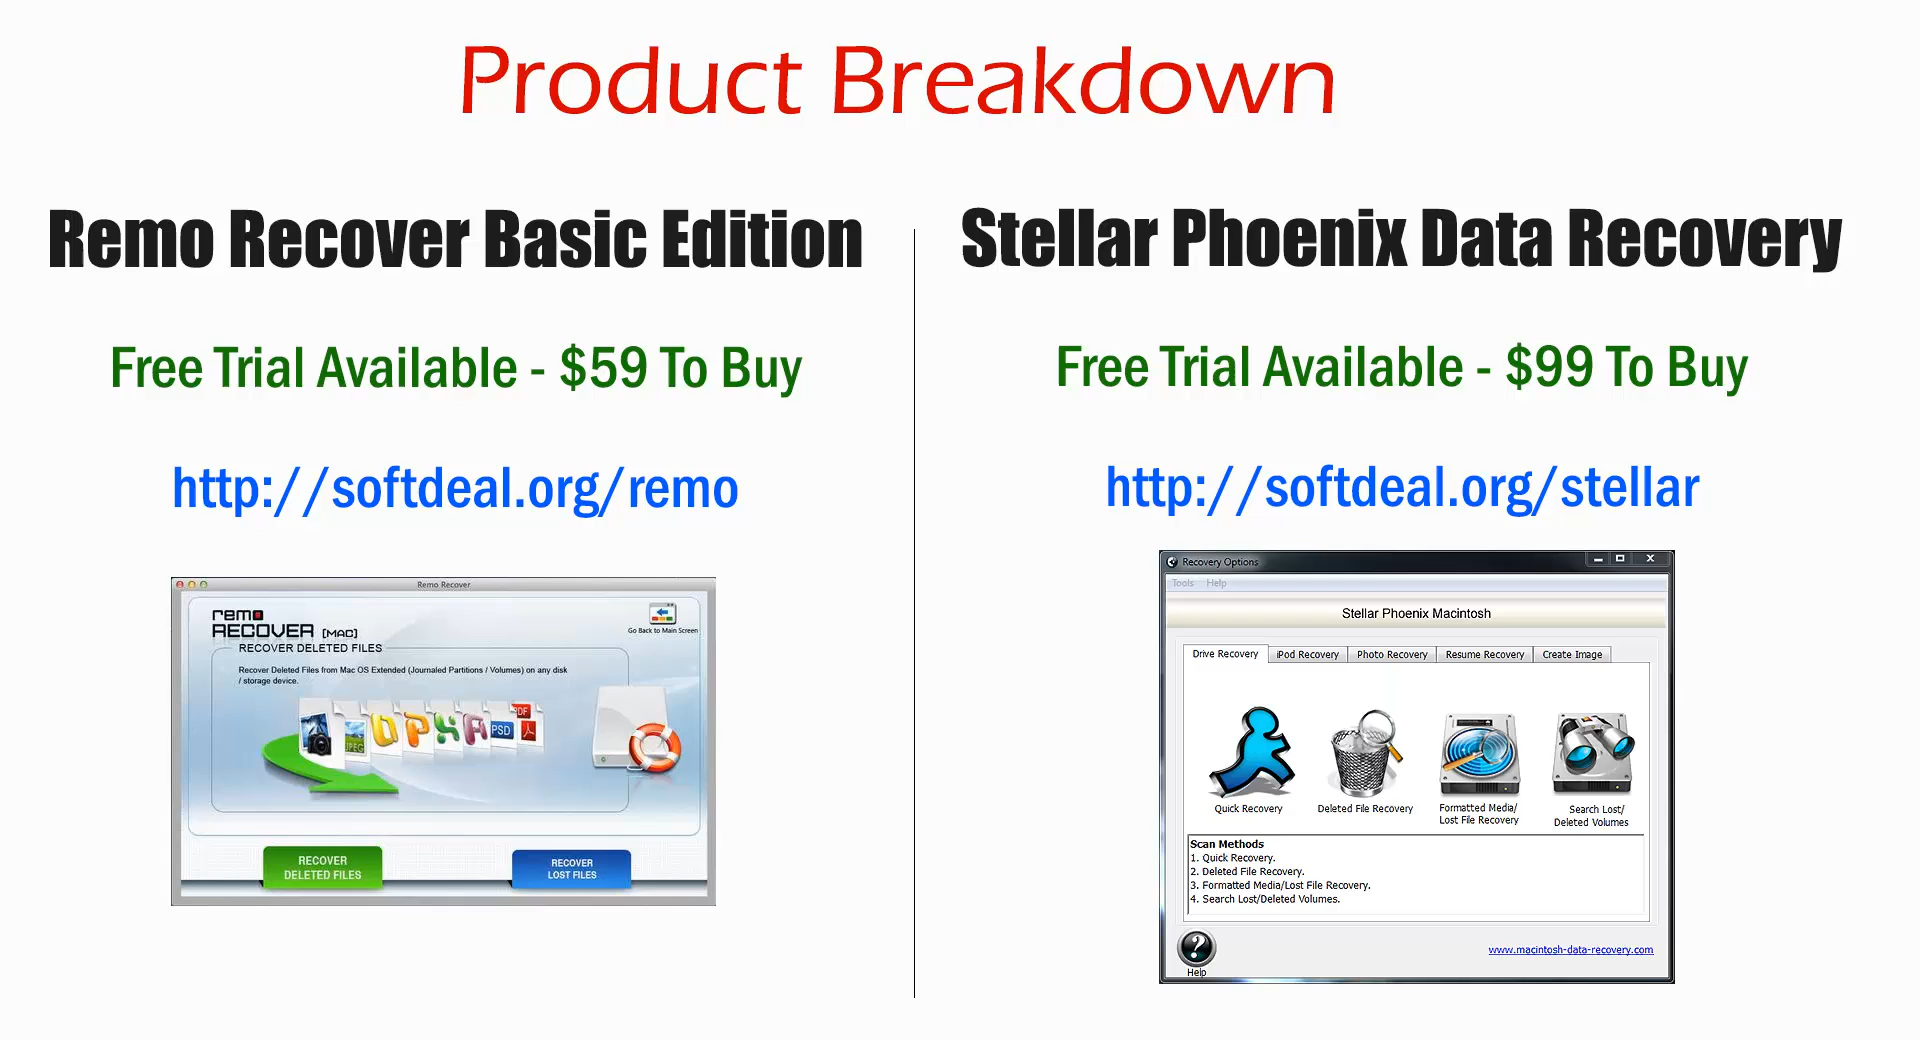 Product Breakdown
Remo Recover Basic Edition
Free Trial Available - $59 To Buy
http://softdeal.org/remo
Remo Recover
remo
RECOVER [MAC]
Go Back to Main Screen
RECOVER DELETED FILES
Recover Deleted Files from Mac OS Extended (Journaled Partitions / Volumes) on any disk
/ storage device.
JPEG
PSD
PDF
RECOVER
DELETED FILES
RECOVER
LOST FILES
Stellar Phoenix Data Recovery
Free Trial Available - $99 To Buy
http://softdeal.org/stellar
Recovery Options
Tools Help
Stellar Phoenix Macintosh
Drive Recovery iPod Recovery Photo Recovery Resume Recovery Create Image
Quick Recovery
Deleted File Recovery
Formatted Media/
Lost File Recovery
Search Lost/
Deleted Volumes
Scan Methods
1. Quick Recovery.
2. Deleted File Recovery.
3. Formatted Media/Lost File Recovery.
4. Search Lost/Deleted Volumes.
Help
www.macintosh-data-recovery.com